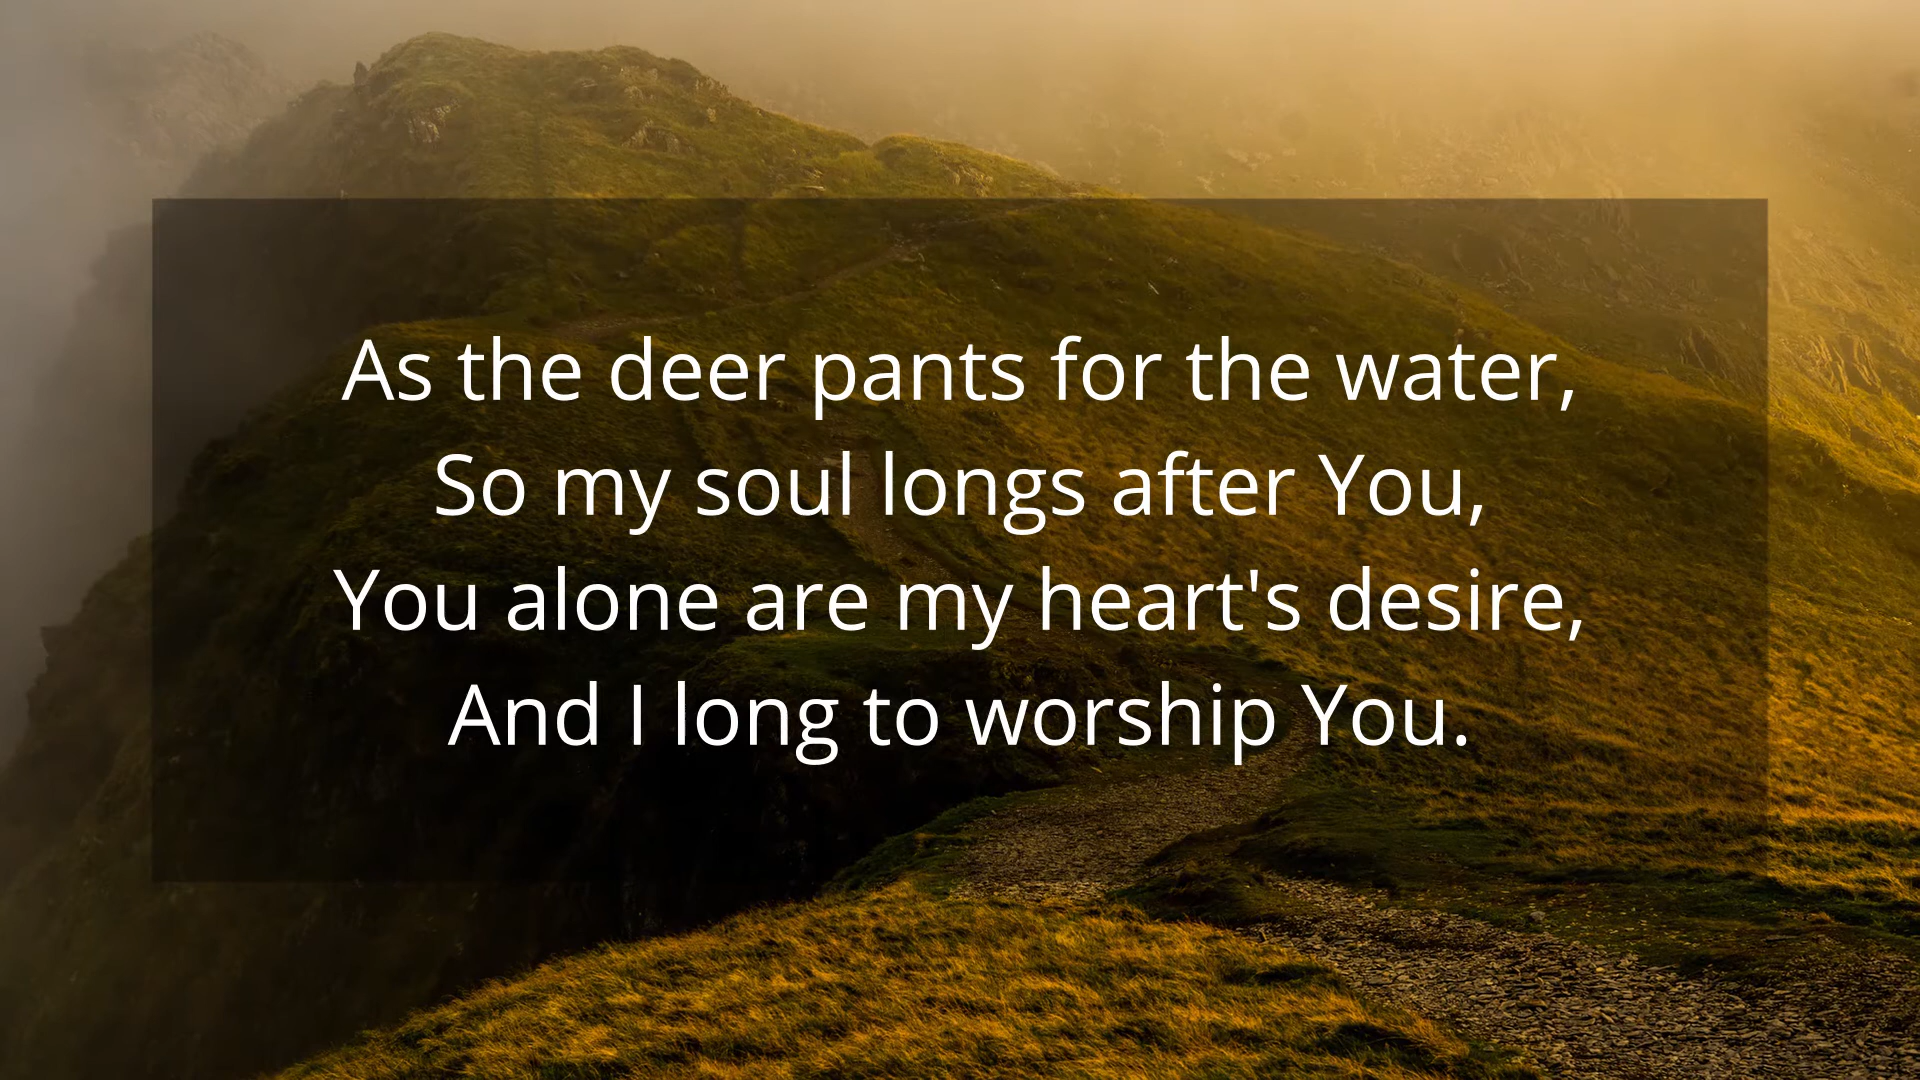 As the deer pants for the water,
So my soul longs after You,
You alone are my heart's desire,
And I long to worship You.